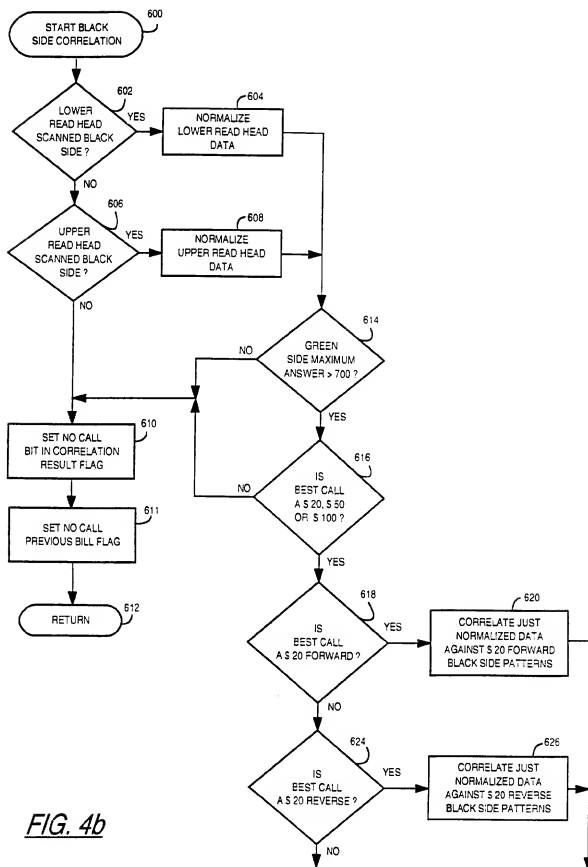 600
START BLACK
SIDE CORRELATION
602
LOWER
READ HEAD
SCANNED BLACK
SIDE ?
YES
604
NORMALIZE
LOWER READ HEAD
DATA
NO
606
UPPER
READ HEAD
SCANNED BLACK
SIDE ?
YES
608
NORMALIZE
UPPER READ HEAD
DATA
NO
614
GREEN
SIDE MAXIMUM
ANSWER > 700 ?
NO
YES
610
SET NO CALL
BIT IN CORRELATION
RESULT FLAG
616
IS
BEST CALL
A $ 20, $ 50
OR $ 100 ?
NO
YES
611
SET NO CALL
PREVIOUS BILL FLAG
612
RETURN
618
IS
BEST CALL
A $ 20 FORWARD ?
YES
620
CORRELATE JUST
NORMALIZED DATA
AGAINST $ 20 FORWARD
BLACK SIDE PATTERNS
NO
624
IS
BEST CALL
A $ 20 REVERSE ?
YES
626
CORRELATE JUST
NORMALIZED DATA
AGAINST $ 20 REVERSE
BLACK SIDE PATTERNS
NO
FIG. 4b